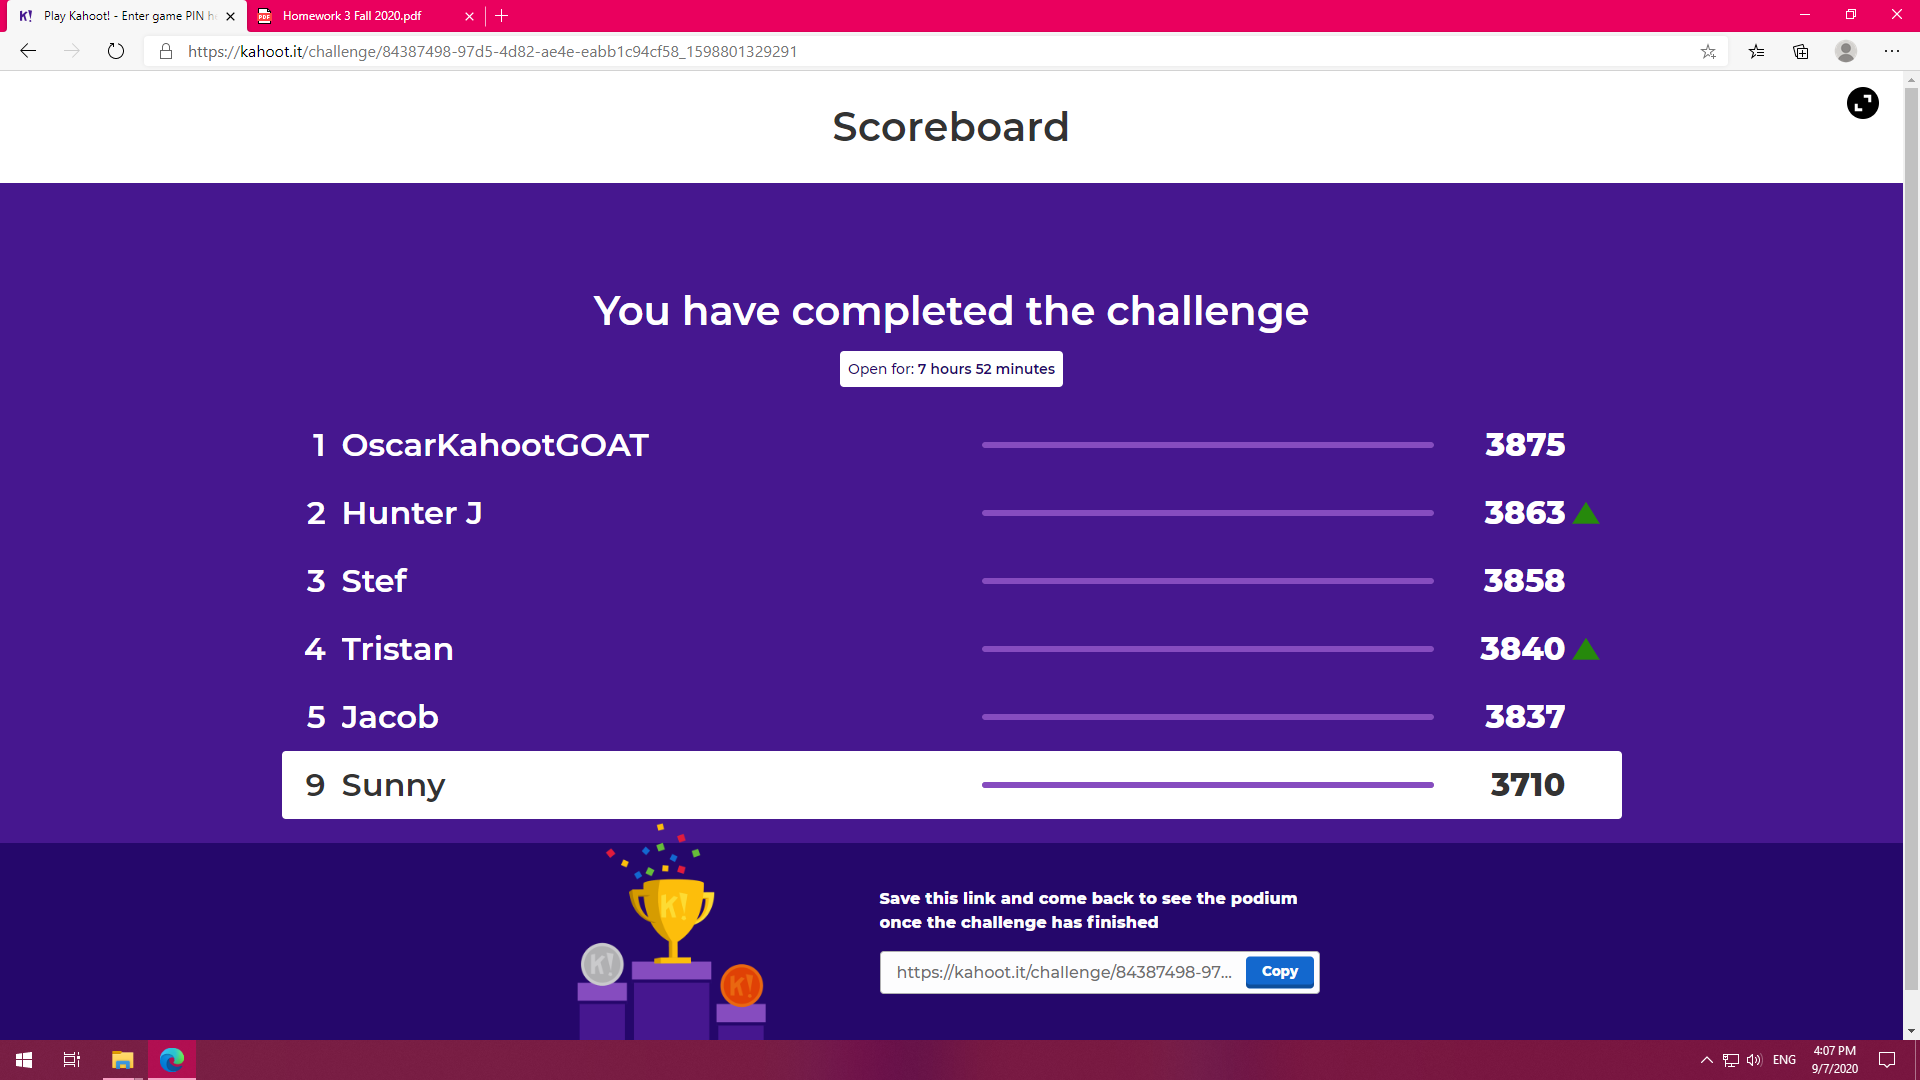 K! Play Kahoot! - Enter game PIN
PDF Homework 3 Fall 2020.pdf
https://kahoot.it/challenge/84387498-97d5-4d82-ae4e-eabb1c94cf58_1598801329291
Scoreboard
You have completed the challenge
Open for: 7 hours 52 minutes
1 OscarKahootGOAT 3875
2 Hunter J 3863
3 Stef 3858
4 Tristan 3840
5 Jacob 3837
9 Sunny 3710
K!
K!
K!
Save this link and come back to see the podium
once the challenge has finished
https://kahoot.it/challenge/84387498-97... Copy
ENG
4:07 PM
9/7/2020